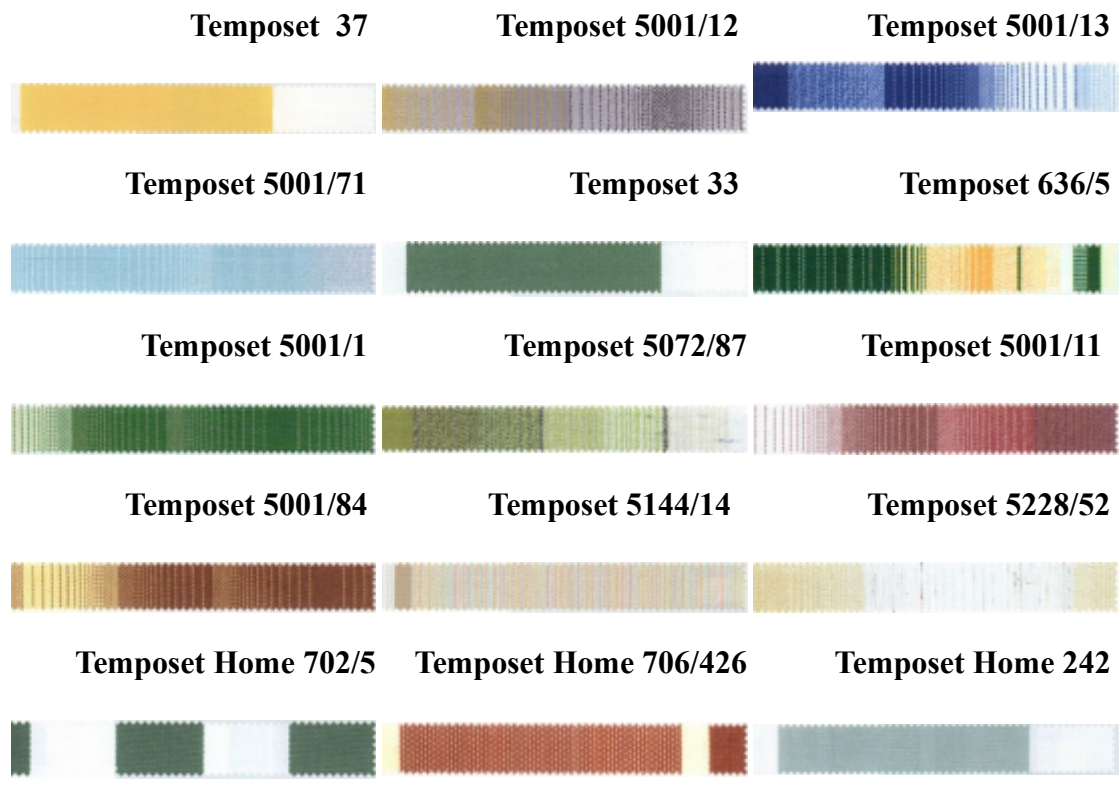 Temposet 37
Temposet 5001/12
Temposet 5001/13
Temposet 5001/71
Temposet 33
Temposet 636/5
Temposet 5001/1
Temposet 5072/87
Temposet 5001/11
Temposet 5001/84
Temposet 5144/14
Temposet 5228/52
Temposet Home 702/5
Temposet Home 706/426
Temposet Home 242